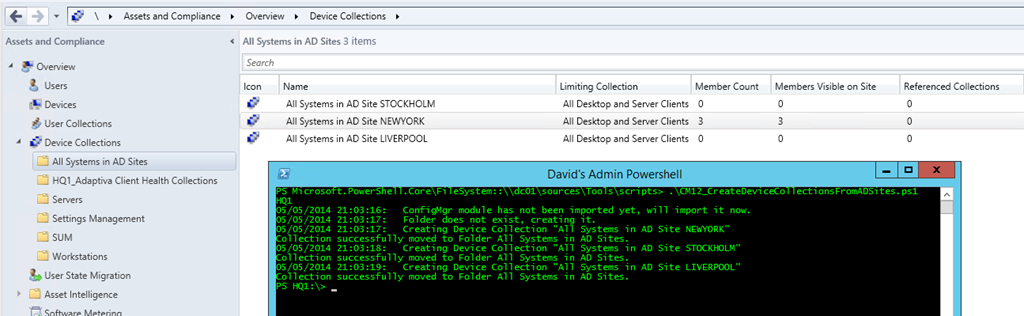 \ Assets and Compliance Overview Device Collections
Assets and Compliance
Overview
Users
Devices
User Collections
Device Collections
All Systems in AD Sites
HQ1_Adaptiva Client Health Collections
Servers
Settings Management
SUM
Workstations
User State Migration
Asset Intelligence
Software Metering
All Systems in AD Sites 3 items
Search
Icon Name Limiting Collection Member Count Members Visible on Site Referenced Collections
All Systems in AD Site STOCKHOLM All Desktop and Server Clients 0 0 0
All Systems in AD Site NEWYORK All Desktop and Server Clients 3 3 0
All Systems in AD Site LIVERPOOL All Desktop and Server Clients 0 0 0
David's Admin Powershell
PS Microsoft.PowerShell.Core\FileSystem::\\dc01\sources\Tools\scripts> .\CM12_CreateDeviceCollectionsFromADSites.ps1
HQ1
05/05/2014 21:03:16: ConfigMgr module has not been imported yet, will import it now.
05/05/2014 21:03:17: Folder does not exist, creating it.
05/05/2014 21:03:17: Creating Device Collection "All Systems in AD Site NEWYORK"
Collection successfully moved to Folder All Systems in AD Sites.
05/05/2014 21:03:18: Creating Device Collection "All Systems in AD Site STOCKHOLM"
Collection successfully moved to Folder All Systems in AD Sites.
05/05/2014 21:03:19: Creating Device Collection "All Systems in AD Site LIVERPOOL"
Collection successfully moved to Folder All Systems in AD Sites.
PS HQ1:\> _